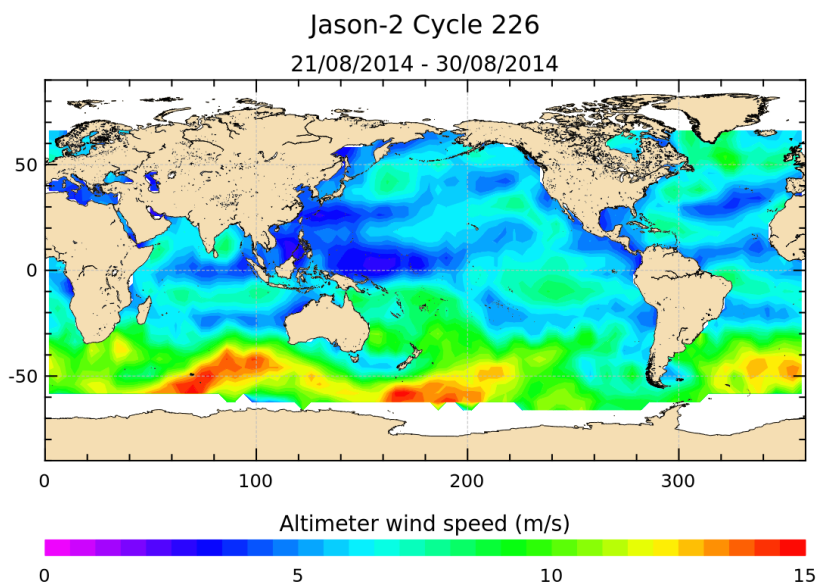 Jason-2 Cycle 226
21/08/2014 - 30/08/2014
50
0
-50
0 100 200 300
Altimeter wind speed (m/s)
0 5 10 15